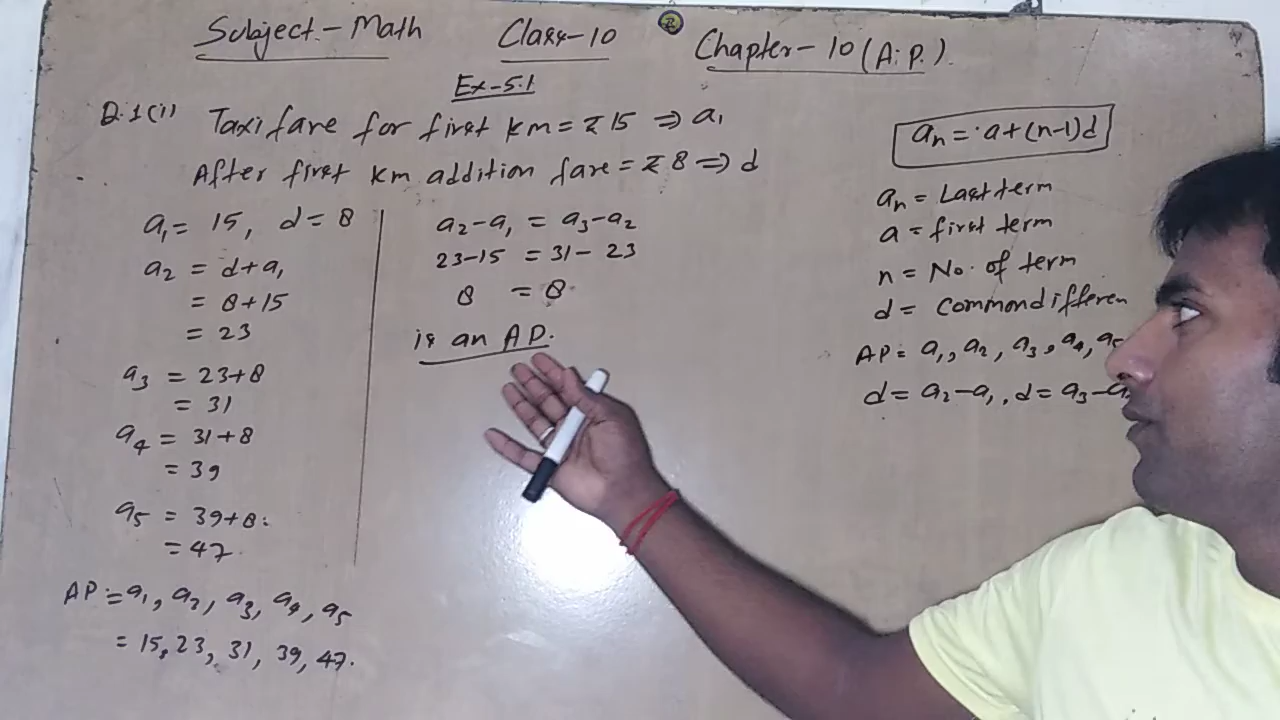 Subject - Math Class-10 Chapter - 10 (A.P.)
Ex-5.1
Q.1(i) Taxi fare for first km = ₹ 15 ⇒ a₁
After first km addition fare = ₹ 8 ⇒ d
a₁ = 15, d = 8
a₂ = d+a₁
= 8+15
= 23
a₃ = 23+8
= 31
a₄ = 31+8
= 39
a₅ = 39+8
= 47
AP = a₁, a₂, a₃, a₄, a₅
= 15, 23, 31, 39, 47.
a₂-a₁ = a₃-a₂
23-15 = 31-23
8 = 8
is an AP.
aₙ = a+(n-1)d
aₙ = Last term
a = first term
n = No. of term
d = Common differen
AP = a₁, a₂, a₃, a₄, a₅
d = a₂-a₁, d = a₃-a